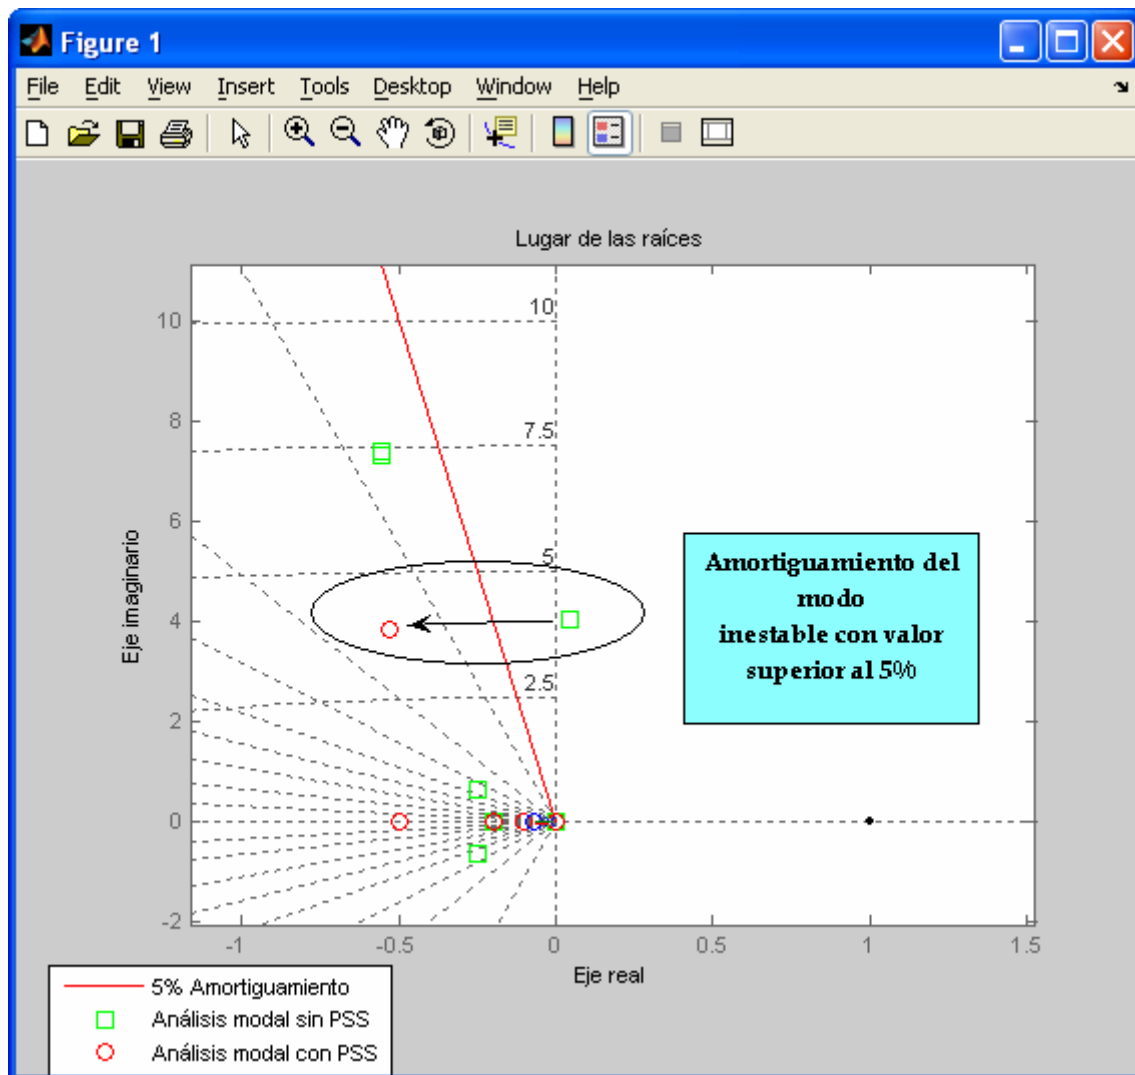 Figure 1
File Edit View Insert Tools Desktop Window Help
Lugar de las raíces
10
8
6
4
2
0
-2
10
7.5
5
2.5
Eje imaginario
Amortiguamiento del
modo
inestable con valor
superior al 5%
-1
-0.5
0
0.5
1
1.5
Eje real
5% Amortiguamiento
Análisis modal sin PSS
Análisis modal con PSS